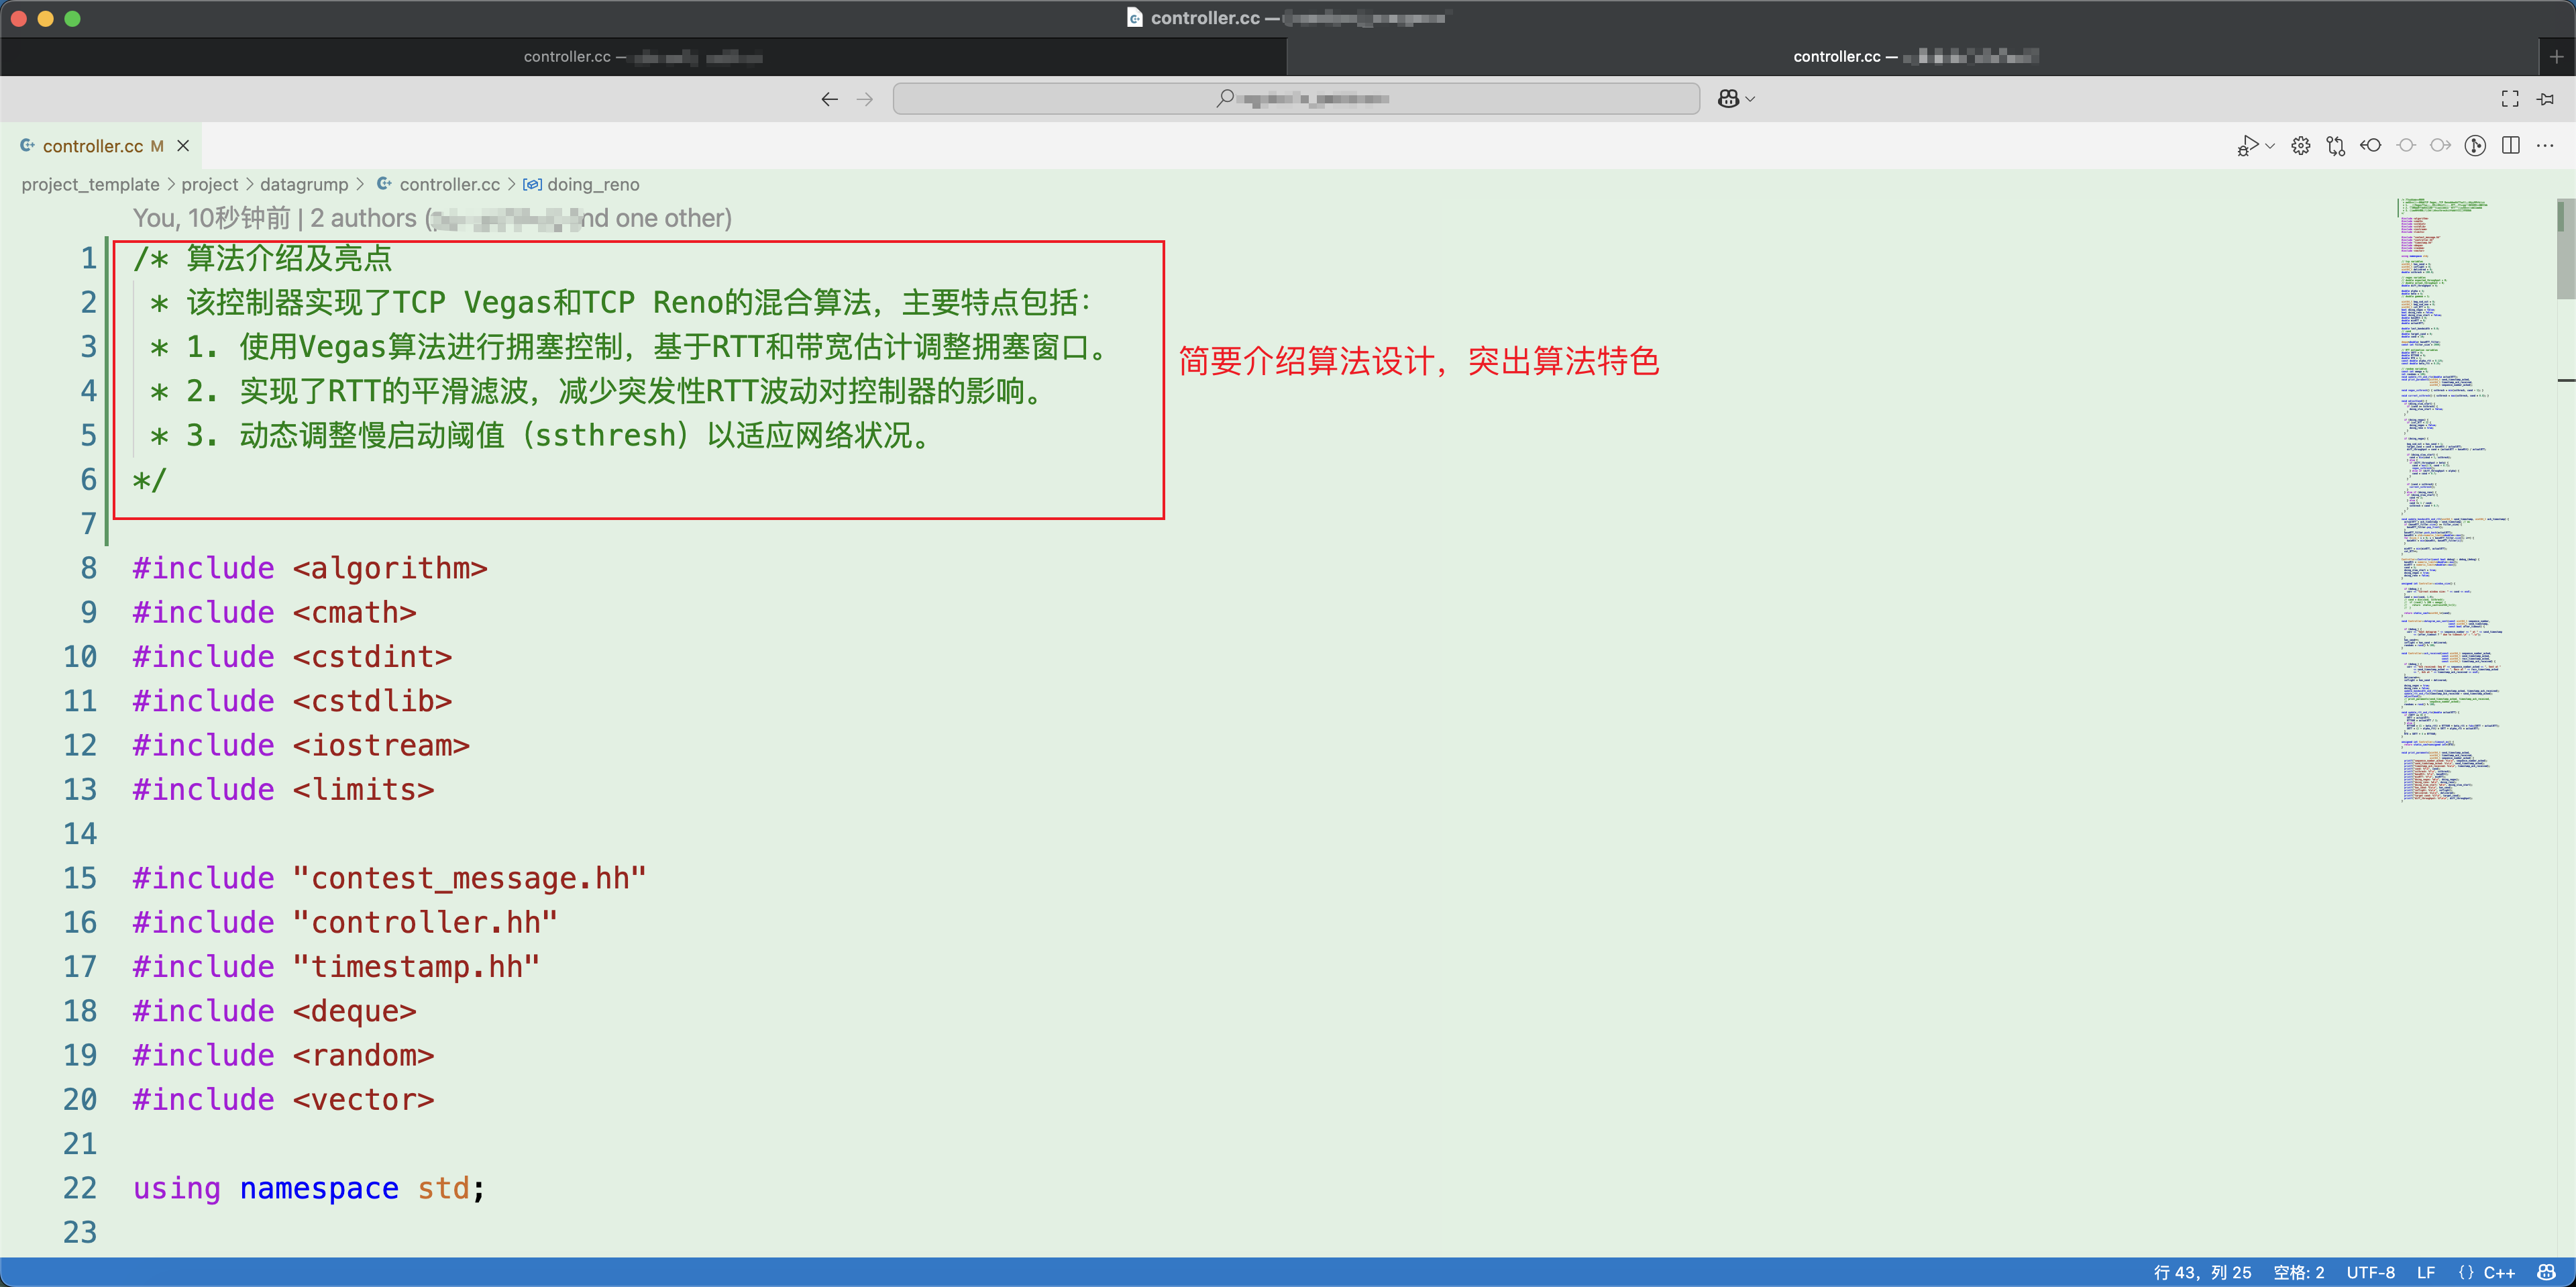 controller.cc —
controller.cc —
controller.cc —
controller.cc M
project_template > project > datagrump > controller.cc > doing_reno
You, 10秒钟前 | 2 authors ( nd one other)
1 /* 算法介绍及亮点
2 * 该控制器实现了TCP Vegas和TCP Reno的混合算法，主要特点包括：
3 * 1. 使用Vegas算法进行拥塞控制，基于RTT和带宽估计调整拥塞窗口。
4 * 2. 实现了RTT的平滑滤波，减少突发性RTT波动对控制器的影响。
5 * 3. 动态调整慢启动阈值（ssthresh）以适应网络状况。
6 */
7
简要介绍算法设计，突出算法特色
8 #include <algorithm>
9 #include <cmath>
10 #include <cstdint>
11 #include <cstdlib>
12 #include <iostream>
13 #include <limits>
14
15 #include "contest_message.hh"
16 #include "controller.hh"
17 #include "timestamp.hh"
18 #include <deque>
19 #include <random>
20 #include <vector>
21
22 using namespace std;
23
行 43，列 25 空格: 2 UTF-8 LF {} C++